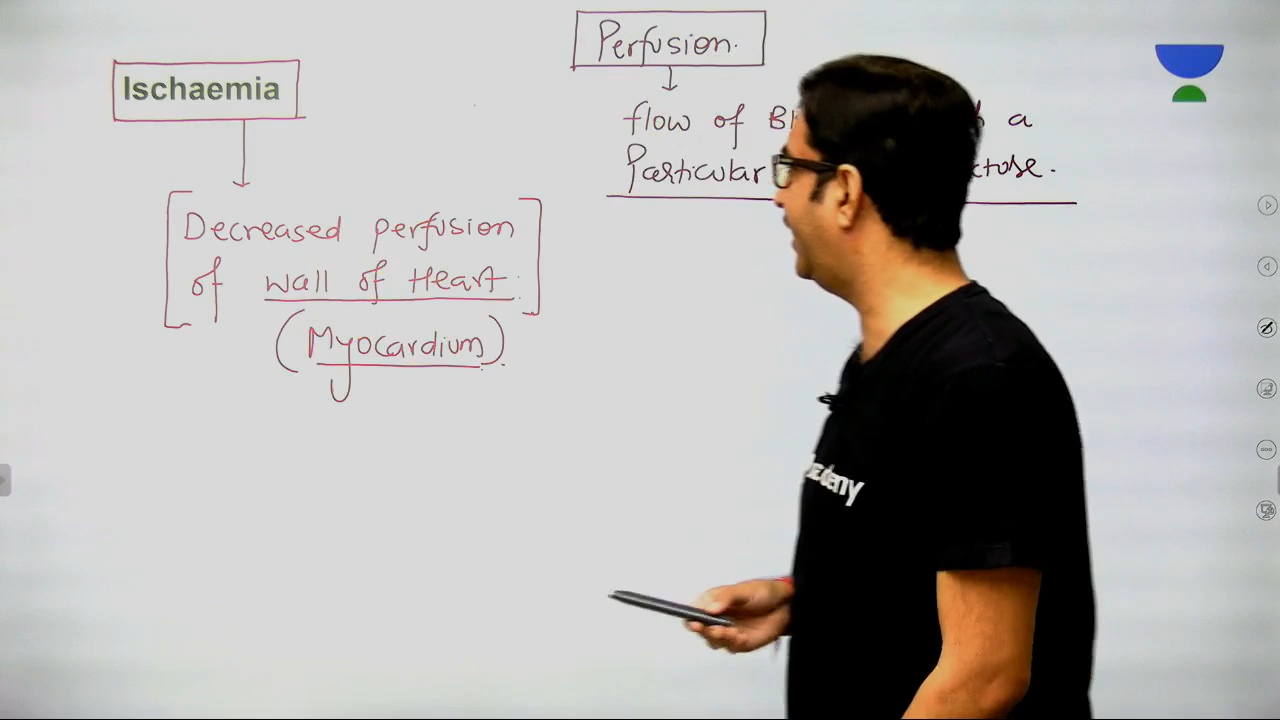 Perfusion.
Ischaemia
flow of a
Particular
Decreased perfusion
of wall of Heart.
(Myocardium)